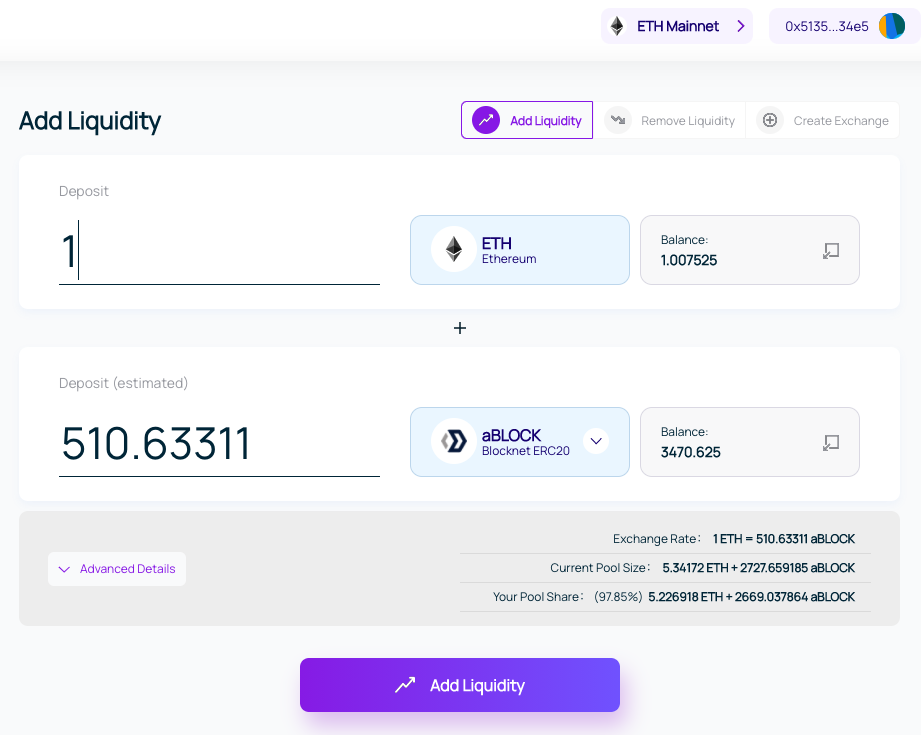 ETH Mainnet
0x5135...34e5
Add Liquidity
Add Liquidity
Remove Liquidity
Create Exchange
Deposit
1
ETH
Ethereum
Balance:
1.007525
+
Deposit (estimated)
510.63311
aBLOCK
Blocknet ERC20
Balance:
3470.625
Advanced Details
Exchange Rate: 1 ETH = 510.63311 aBLOCK
Current Pool Size: 5.34172 ETH + 2727.659185 aBLOCK
Your Pool Share: (97.85%) 5.226918 ETH + 2669.037864 aBLOCK
Add Liquidity